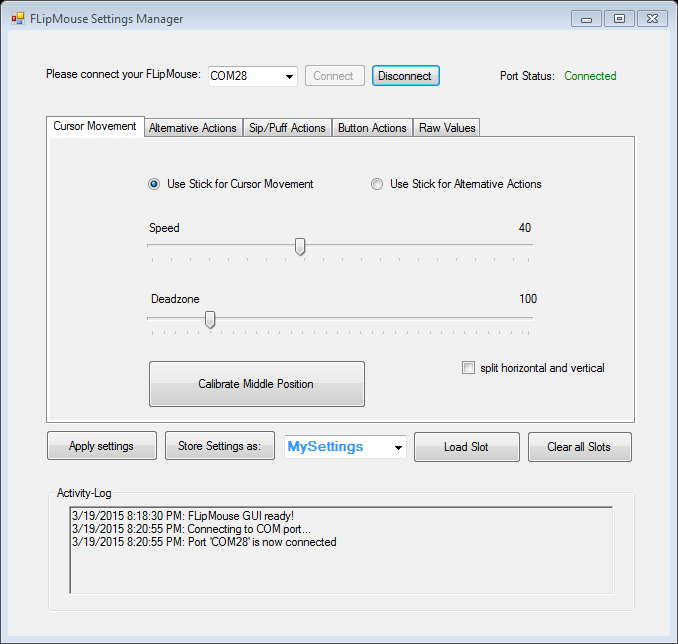 FLipMouse Settings Manager
Please connect your FLipMouse: COM28 Connect Disconnect Port Status: Connected
Cursor Movement Alternative Actions Sip/Puff Actions Button Actions Raw Values
Use Stick for Cursor Movement Use Stick for Alternative Actions
Speed 40
Deadzone 100
Calibrate Middle Position split horizontal and vertical
Apply settings Store Settings as: MySettings Load Slot Clear all Slots
Activity-Log
3/19/2015 8:18:30 PM: FLipMouse GUI ready!
3/19/2015 8:20:55 PM: Connecting to COM port...
3/19/2015 8:20:55 PM: Port 'COM28' is now connected